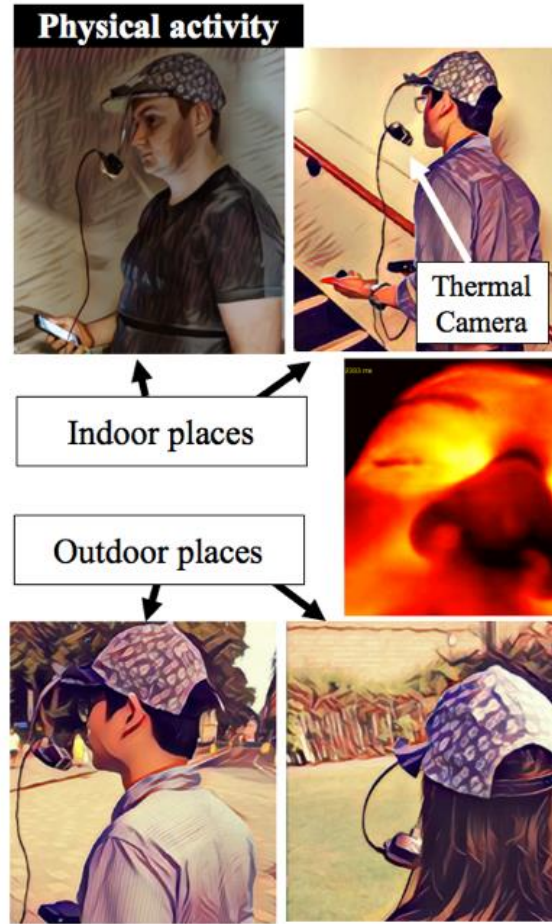 Physical activity
Thermal
Camera
Indoor places
Outdoor places